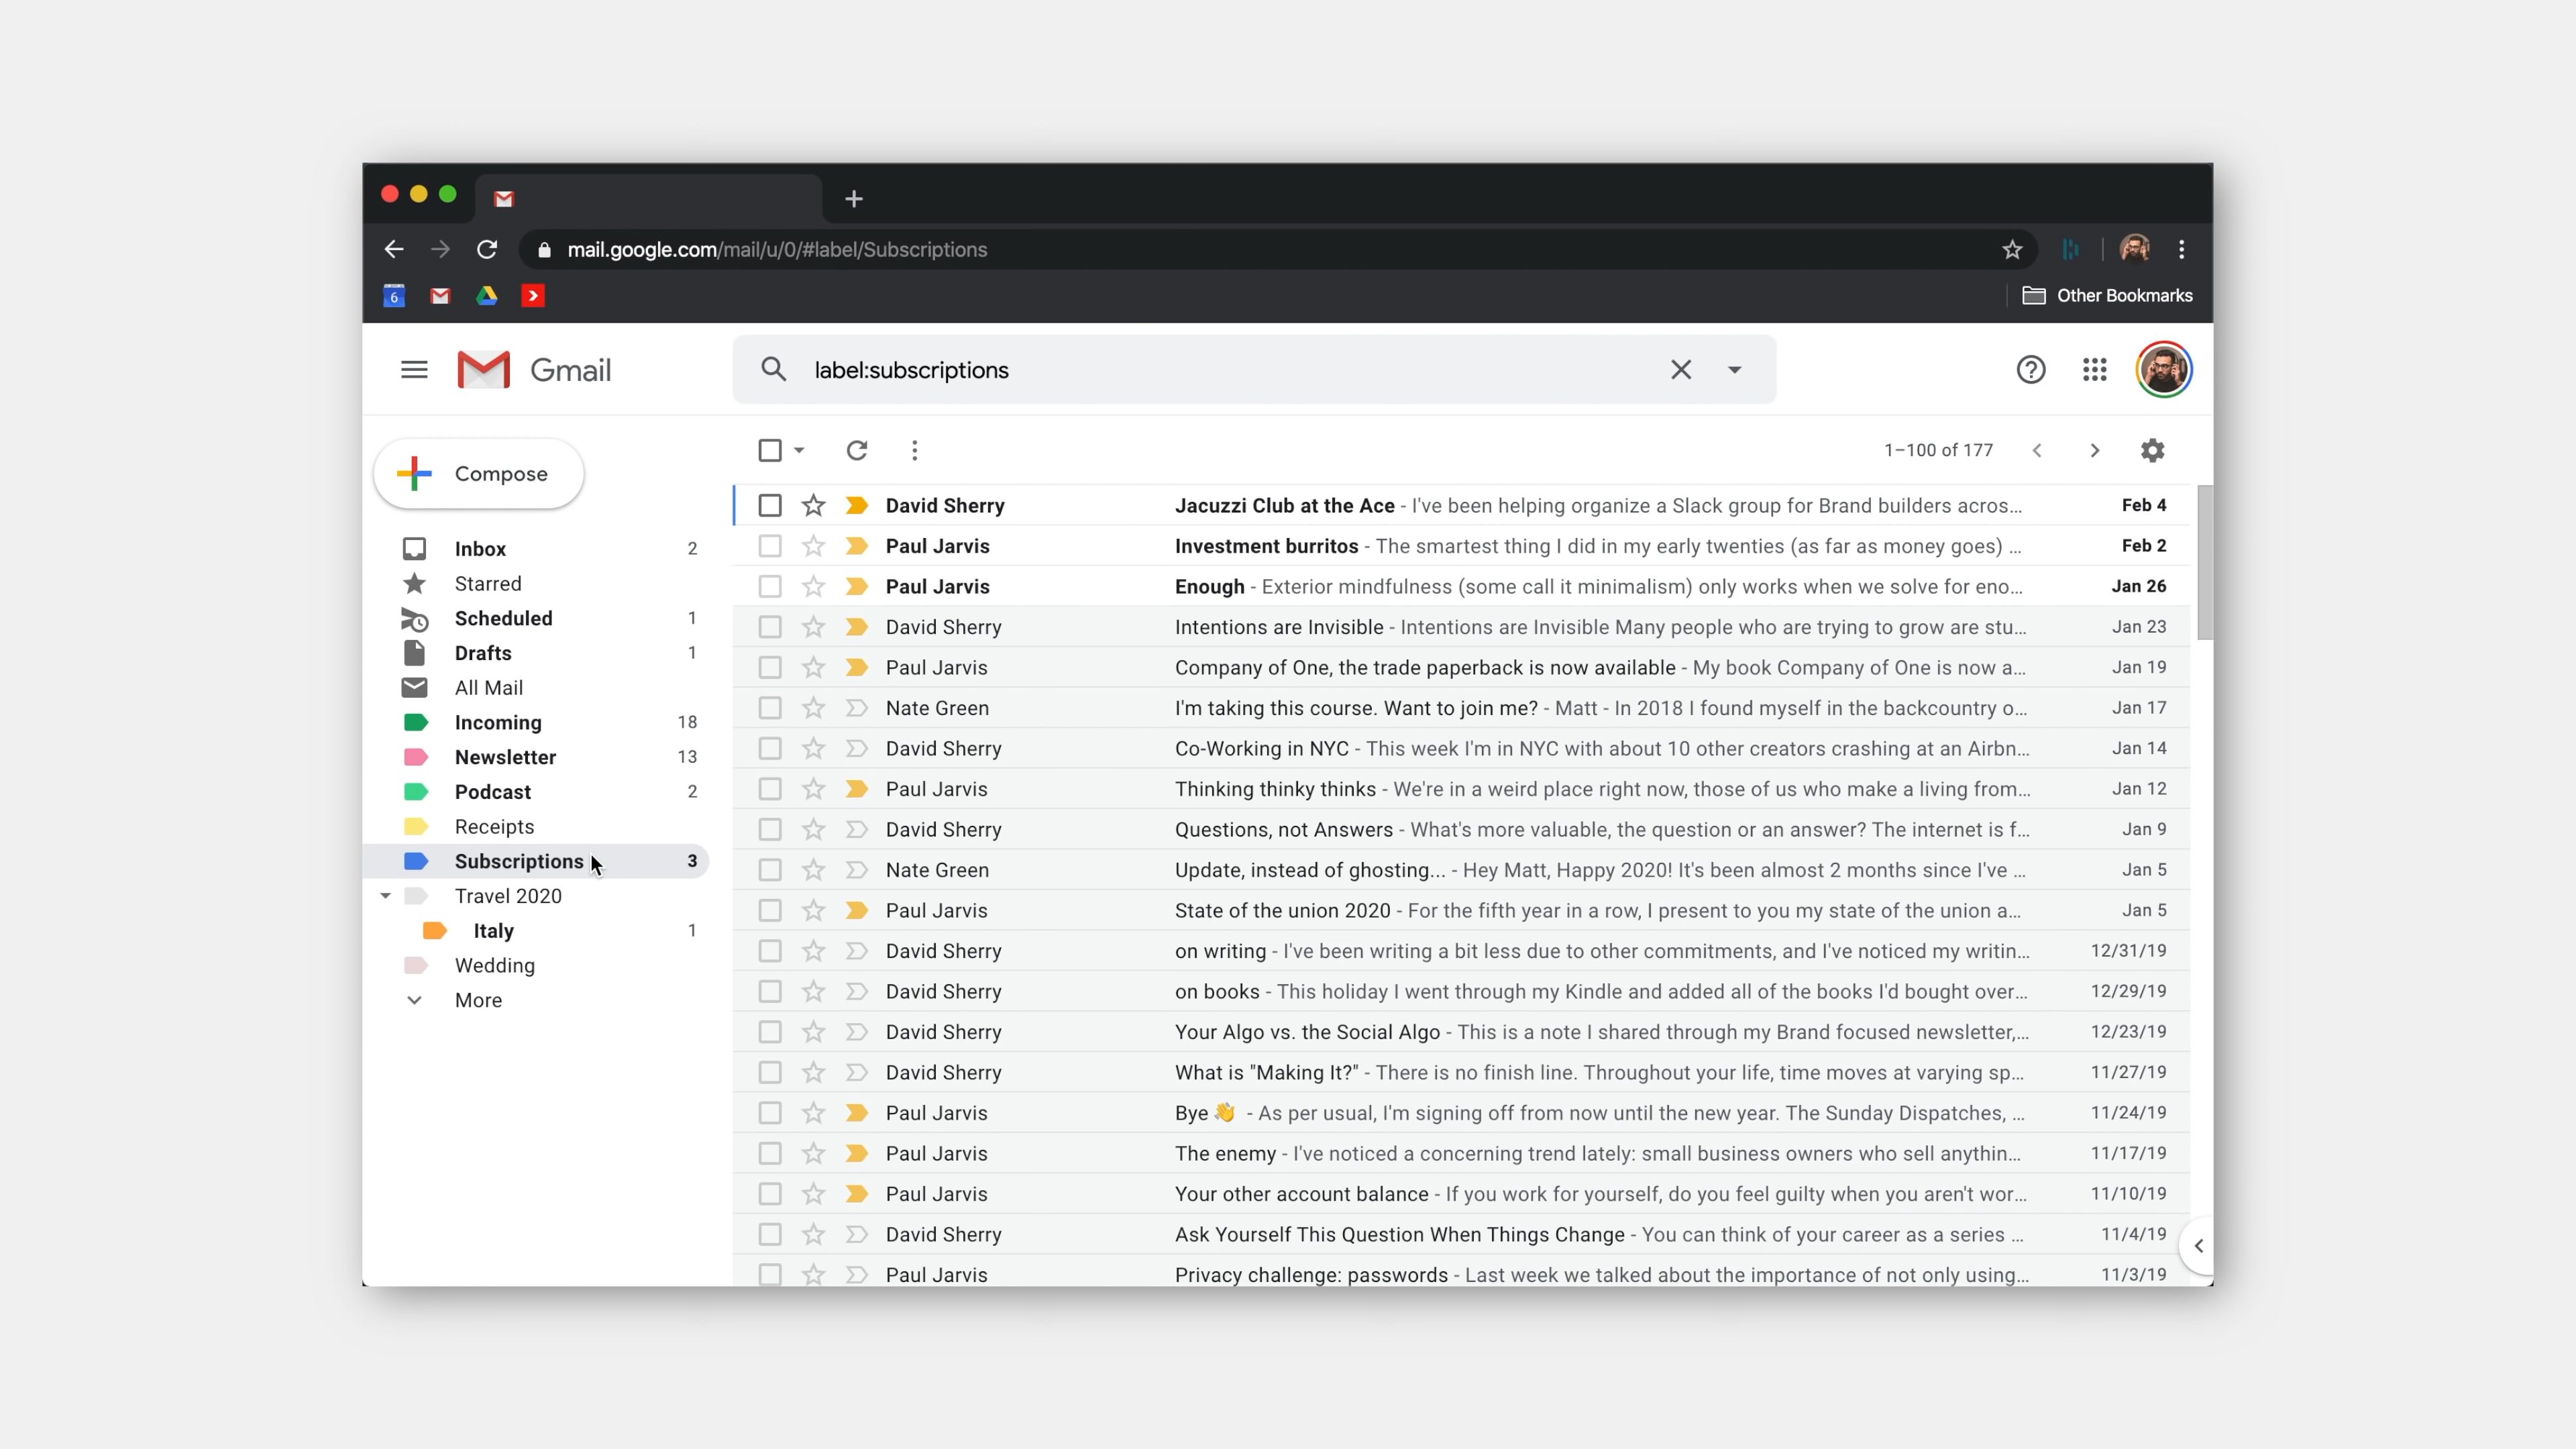 mail.google.com/mail/u/0/#label/Subscriptions
6
Other Bookmarks
Gmail
label:subscriptions
Compose
1–100 of 177
Inbox 2
Starred
Scheduled 1
Drafts 1
All Mail
Incoming 18
Newsletter 13
Podcast 2
Receipts
Subscriptions 3
Travel 2020
Italy 1
Wedding
More
David Sherry Jacuzzi Club at the Ace - I've been helping organize a Slack group for Brand builders acros... Feb 4
Paul Jarvis Investment burritos - The smartest thing I did in my early twenties (as far as money goes) ... Feb 2
Paul Jarvis Enough - Exterior mindfulness (some call it minimalism) only works when we solve for eno... Jan 26
David Sherry Intentions are Invisible - Intentions are Invisible Many people who are trying to grow are stu... Jan 23
Paul Jarvis Company of One, the trade paperback is now available - My book Company of One is now a... Jan 19
Nate Green I'm taking this course. Want to join me? - Matt - In 2018 I found myself in the backcountry o... Jan 17
David Sherry Co-Working in NYC - This week I'm in NYC with about 10 other creators crashing at an Airbn... Jan 14
Paul Jarvis Thinking thinky thinks - We're in a weird place right now, those of us who make a living from... Jan 12
David Sherry Questions, not Answers - What's more valuable, the question or an answer? The internet is f... Jan 9
Nate Green Update, instead of ghosting... - Hey Matt, Happy 2020! It's been almost 2 months since I've ... Jan 5
Paul Jarvis State of the union 2020 - For the fifth year in a row, I present to you my state of the union a... Jan 5
David Sherry on writing - I've been writing a bit less due to other commitments, and I've noticed my writin... 12/31/19
David Sherry on books - This holiday I went through my Kindle and added all of the books I'd bought over... 12/29/19
David Sherry Your Algo vs. the Social Algo - This is a note I shared through my Brand focused newsletter,... 12/23/19
David Sherry What is "Making It?" - There is no finish line. Throughout your life, time moves at varying sp... 11/27/19
Paul Jarvis Bye 👋 - As per usual, I'm signing off from now until the new year. The Sunday Dispatches, ... 11/24/19
Paul Jarvis The enemy - I've noticed a concerning trend lately: small business owners who sell anythin... 11/17/19
Paul Jarvis Your other account balance - If you work for yourself, do you feel guilty when you aren't wor... 11/10/19
David Sherry Ask Yourself This Question When Things Change - You can think of your career as a series ... 11/4/19
Paul Jarvis Privacy challenge: passwords - Last week we talked about the importance of not only using... 11/3/19